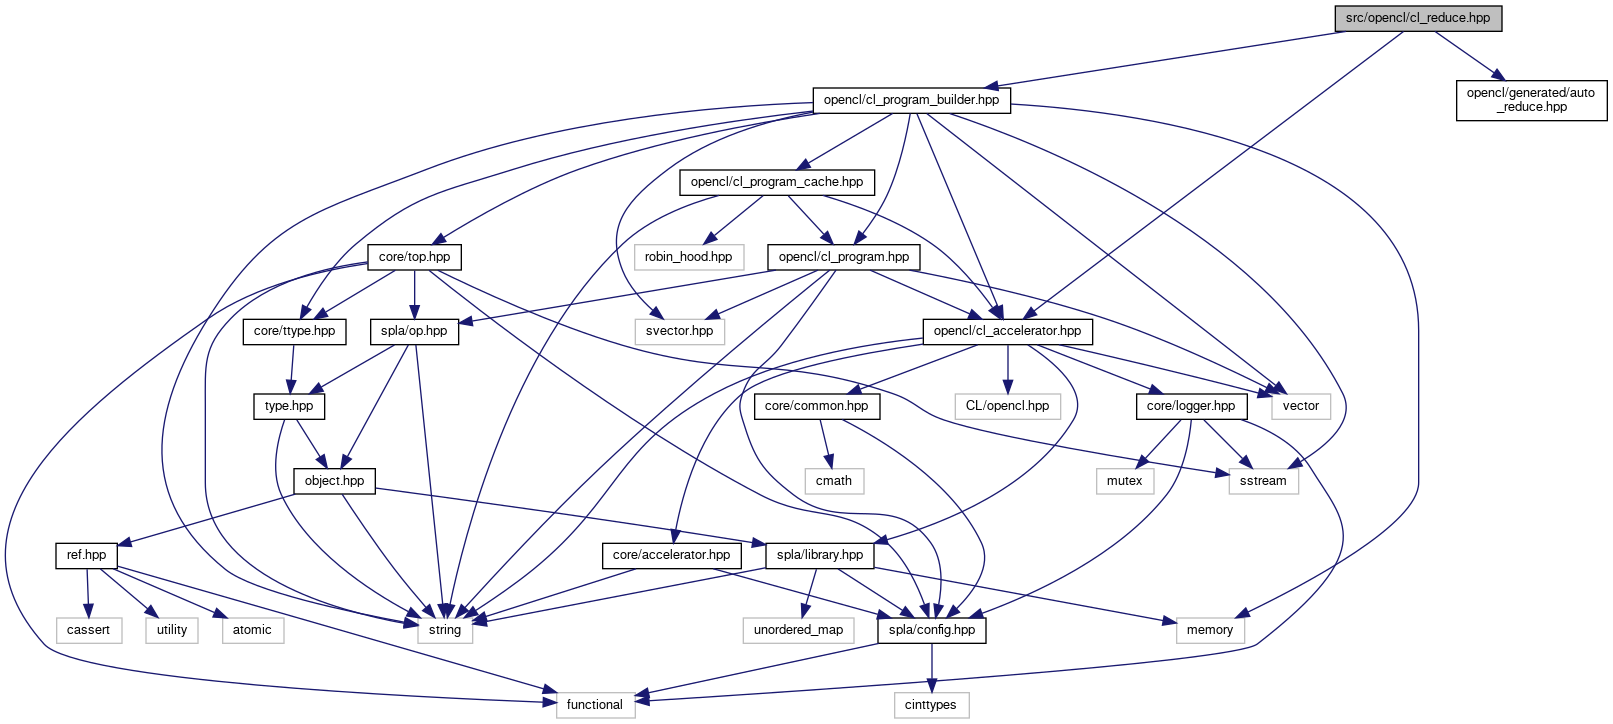 src/opencl/cl_reduce.hpp
opencl/cl_program_builder.hpp
opencl/generated/auto
_reduce.hpp
opencl/cl_program_cache.hpp
core/top.hpp
robin_hood.hpp
opencl/cl_program.hpp
core/ttype.hpp
spla/op.hpp
svector.hpp
opencl/cl_accelerator.hpp
type.hpp
core/common.hpp
CL/opencl.hpp
core/logger.hpp
vector
object.hpp
cmath
mutex
sstream
ref.hpp
core/accelerator.hpp
spla/library.hpp
cassert
utility
atomic
string
unordered_map
spla/config.hpp
memory
functional
cinttypes